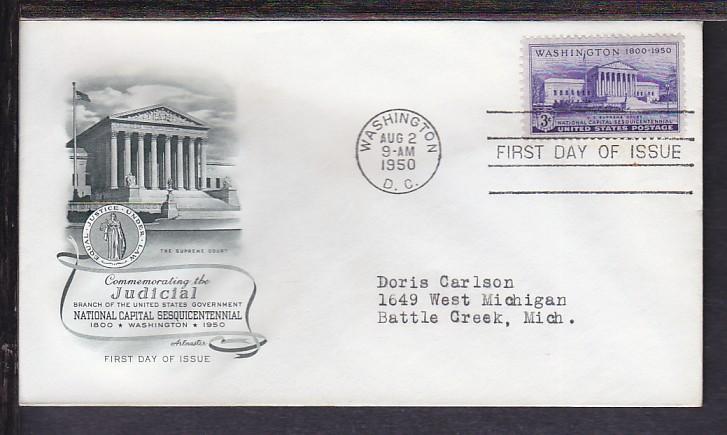 WASHINGTON 1800-1950
U.S. SUPREME COURT
3¢ NATIONAL CAPITAL SESQUICENTENNIAL
UNITED STATES POSTAGE
WASHINGTON
AUG 2
9-AM
1950
D. C.
FIRST DAY OF ISSUE
EQUAL · JUSTICE · UNDER · LAW
THE SUPREME COURT
Commemorating the
Judicial
BRANCH OF THE UNITED STATES GOVERNMENT
NATIONAL CAPITAL SESQUICENTENNIAL
1800 ★ WASHINGTON ★ 1950
Artmaster
FIRST DAY OF ISSUE
Doris Carlson
1649 West Michigan
Battle Creek, Mich.